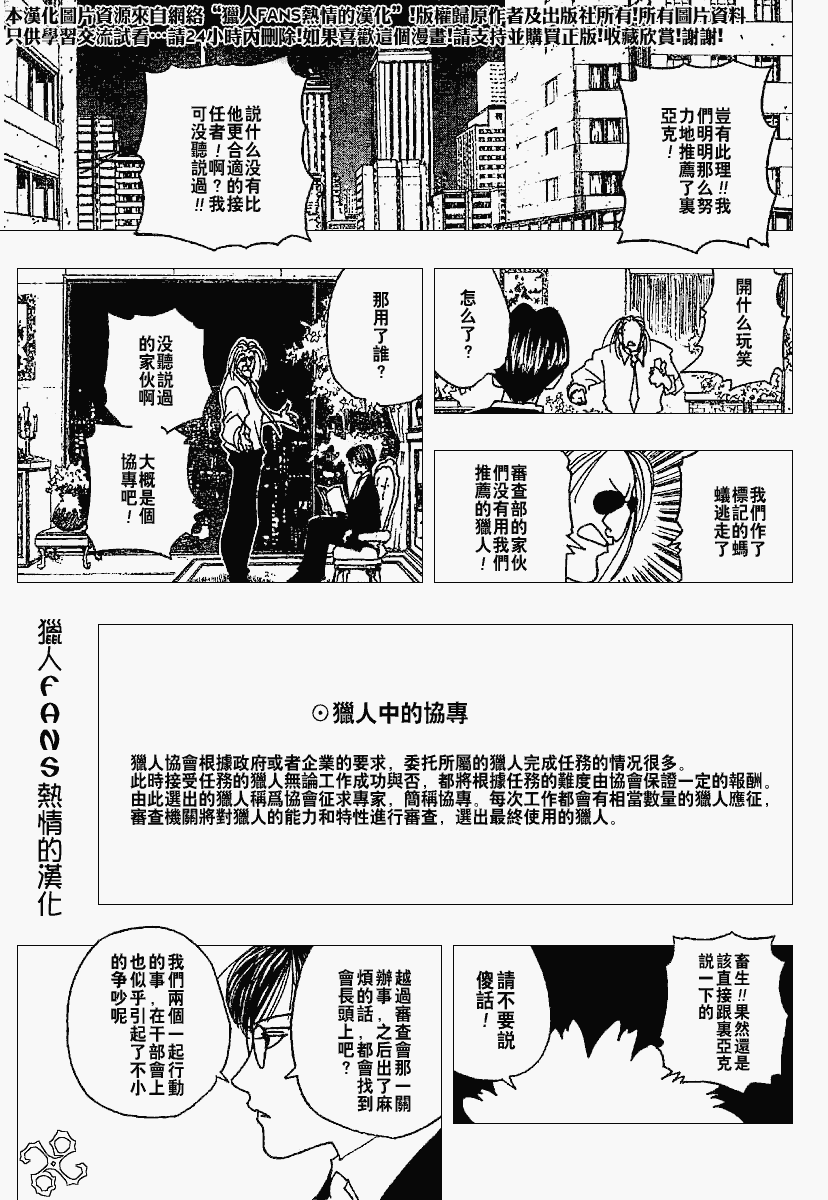 本漢化圖片資源來自網絡“獵人FANS熱情的漢化”!版權歸原作者及出版社所有!所有圖片資料
只供學習交流試看…請24小時內刪除!如果喜歡這個漫畫!請支持並購買正版!收藏欣賞!謝謝!
豈有此理!!我
們明明那么努
力地推薦了裏
亞克!
說什么没有比
他更合適的接
任者!啊?我
可没聽説過!!
開什么玩笑
怎么了?
那用了誰?
没聽説過
的家伙啊
大概是個
協專吧!
我們作了
標記的螞
蟻逃走了
審查部的家伙
們没有用我們
推薦的獵人!
獵人FANS熱情的漢化
⊙獵人中的協專
獵人協會根據政府或者企業的要求，委托所屬的獵人完成任務的情况很多。
此時接受任務的獵人無論工作成功與否，都將根據任務的難度由協會保證一定的報酬。
由此選出的獵人稱爲協會征求專家，簡稱協專。每次工作都會有相當數量的獵人應征，
審查機關將對獵人的能力和特性進行審查，選出最終使用的獵人。
畜生!!果然還是
該直接跟裏亞克
説一下的
請不要説
傻話!
越過審查會那一關
辦事，之后出了麻
煩的話，都會找到
會長頭上吧?
我們兩個一起行動
的事，在干部會上
也似乎引起了不小
的争吵呢